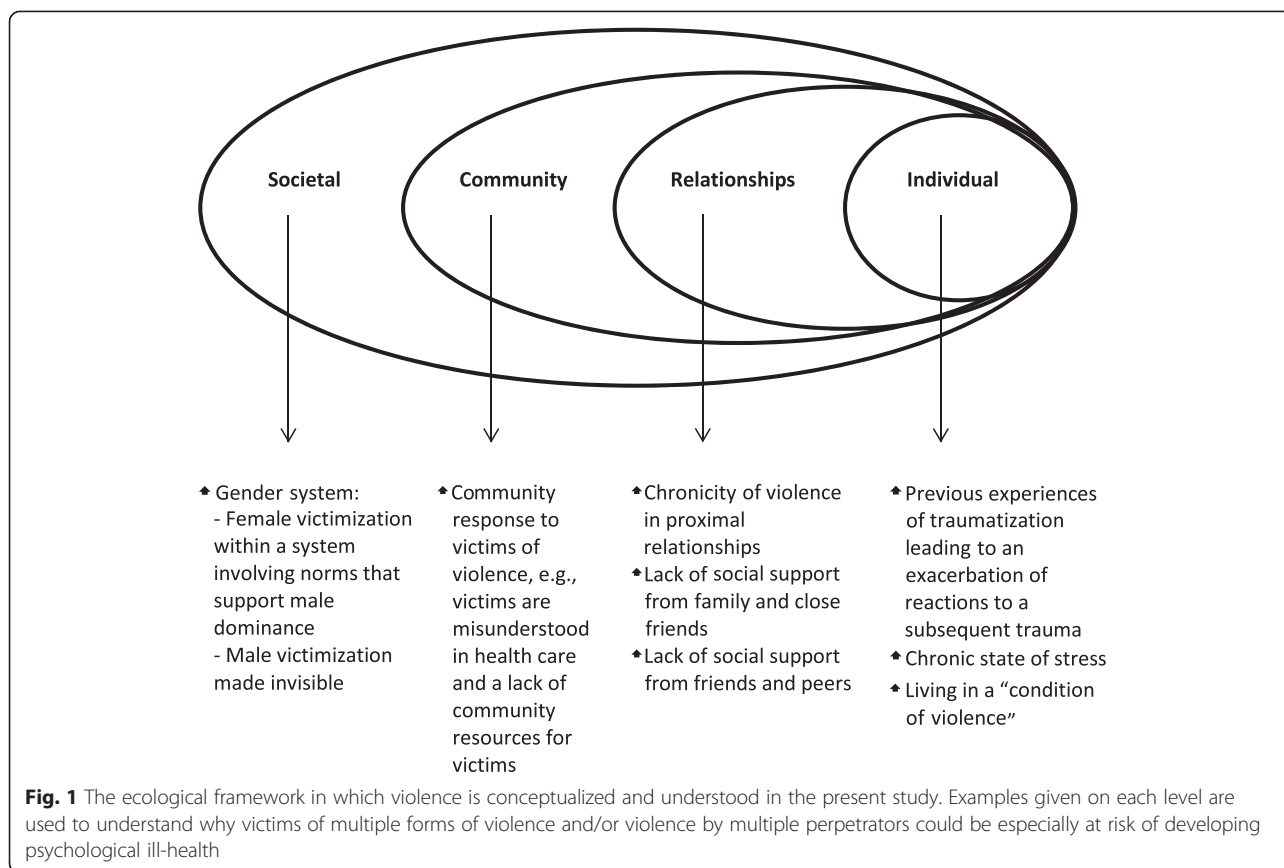 Societal
Community
Relationships
Individual
Gender system:
- Female victimization
within a system
involving norms that
support male
dominance
- Male victimization
made invisible
Community
response to
victims of
violence, e.g.,
victims are
misunderstood
in health care
and a lack of
community
resources for
victims
Chronicity of violence
in proximal
relationships
Lack of social support
from family and close
friends
Lack of social support
from friends and peers
Previous experiences
of traumatization
leading to an
exacerbation of
reactions to a
subsequent trauma
Chronic state of stress
Living in a “condition
of violence”
Fig. 1 The ecological framework in which violence is conceptualized and understood in the present study. Examples given on each level are
used to understand why victims of multiple forms of violence and/or violence by multiple perpetrators could be especially at risk of developing
psychological ill-health